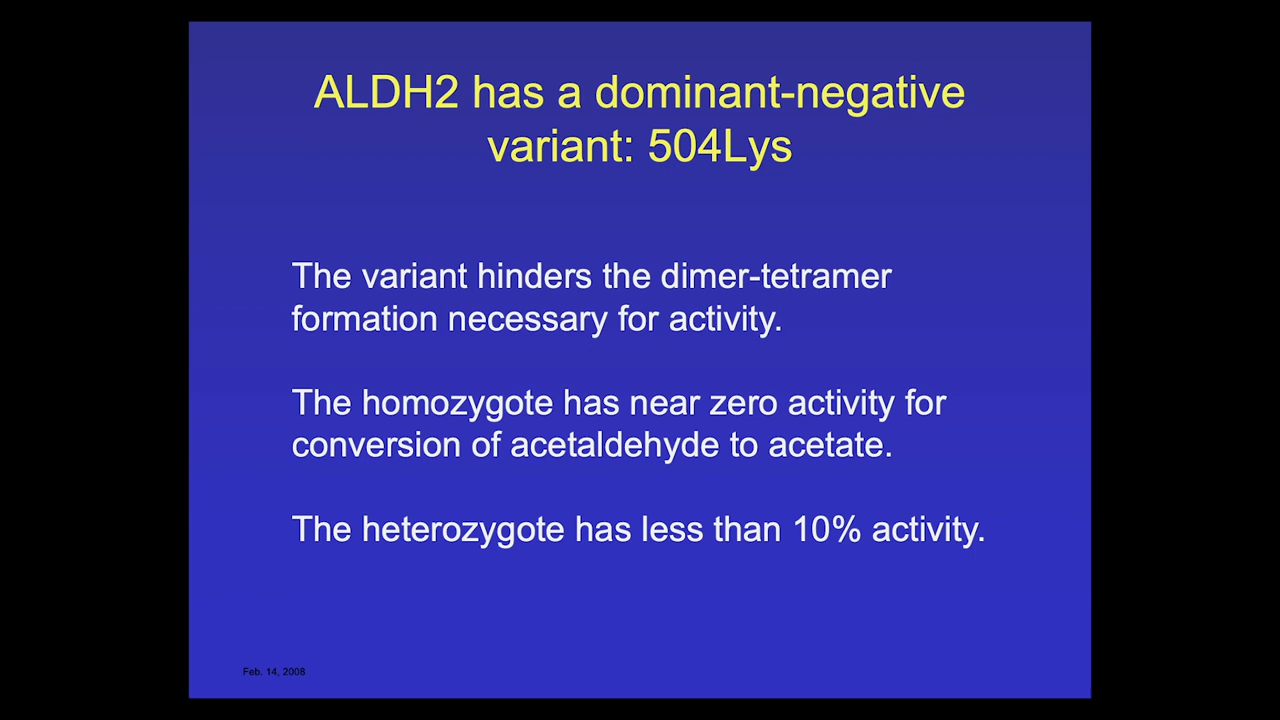 ALDH2 has a dominant-negative
variant: 504Lys
The variant hinders the dimer-tetramer
formation necessary for activity.
The homozygote has near zero activity for
conversion of acetaldehyde to acetate.
The heterozygote has less than 10% activity.
Feb. 14, 2008